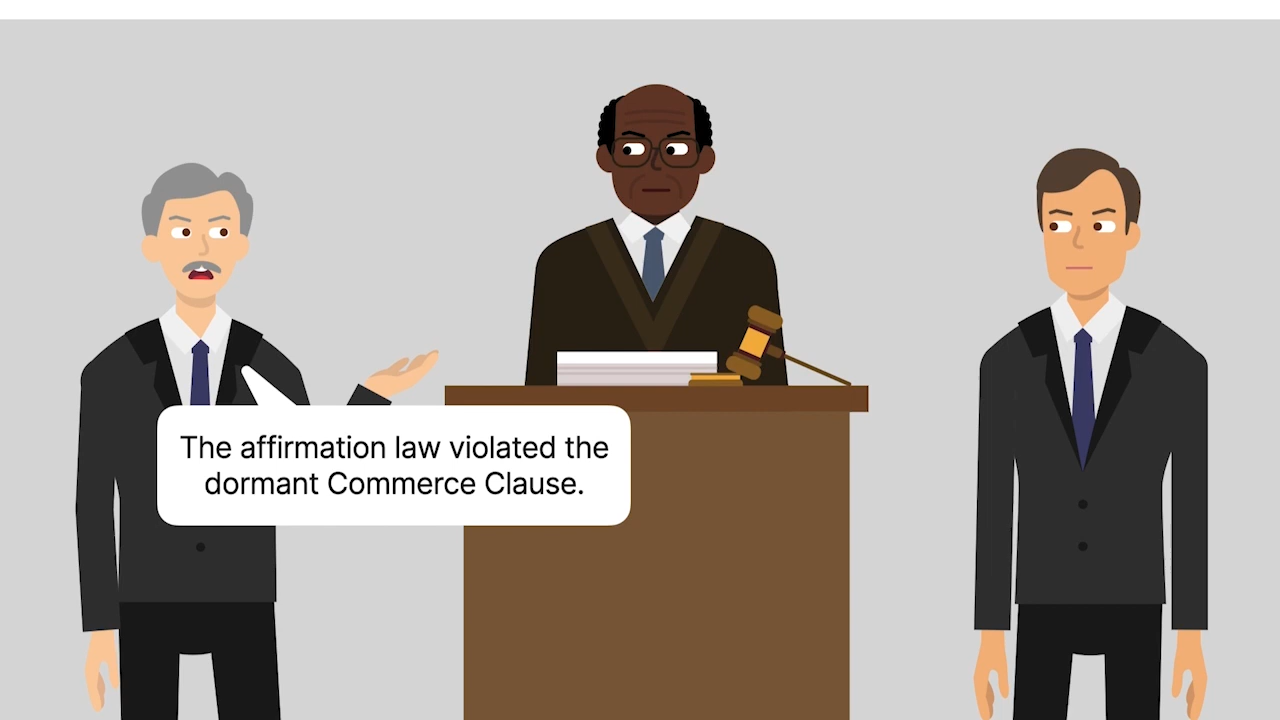 The affirmation law violated the
dormant Commerce Clause.